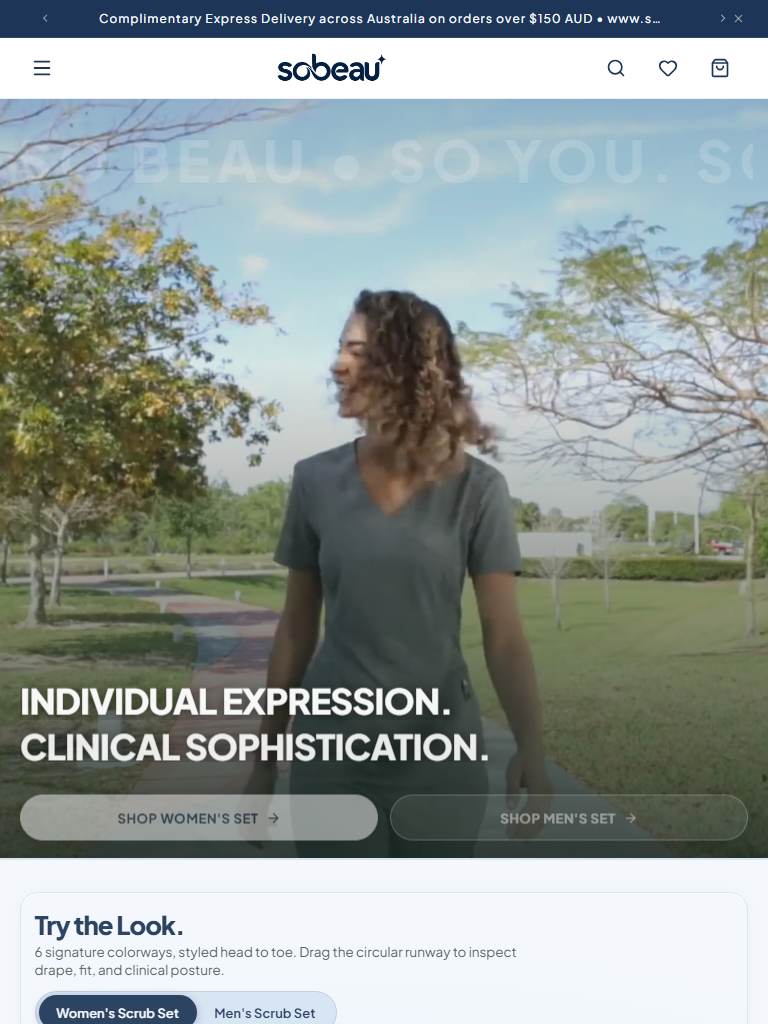 Complimentary Express Delivery across Australia on orders over $150 AUD • www.s…
sobeau
SO BEAU • SO YOU. SO
INDIVIDUAL EXPRESSION.
CLINICAL SOPHISTICATION.
SHOP WOMEN'S SET →
SHOP MEN'S SET →
Try the Look.
6 signature colorways, styled head to toe. Drag the circular runway to inspect
drape, fit, and clinical posture.
Women's Scrub Set
Men's Scrub Set